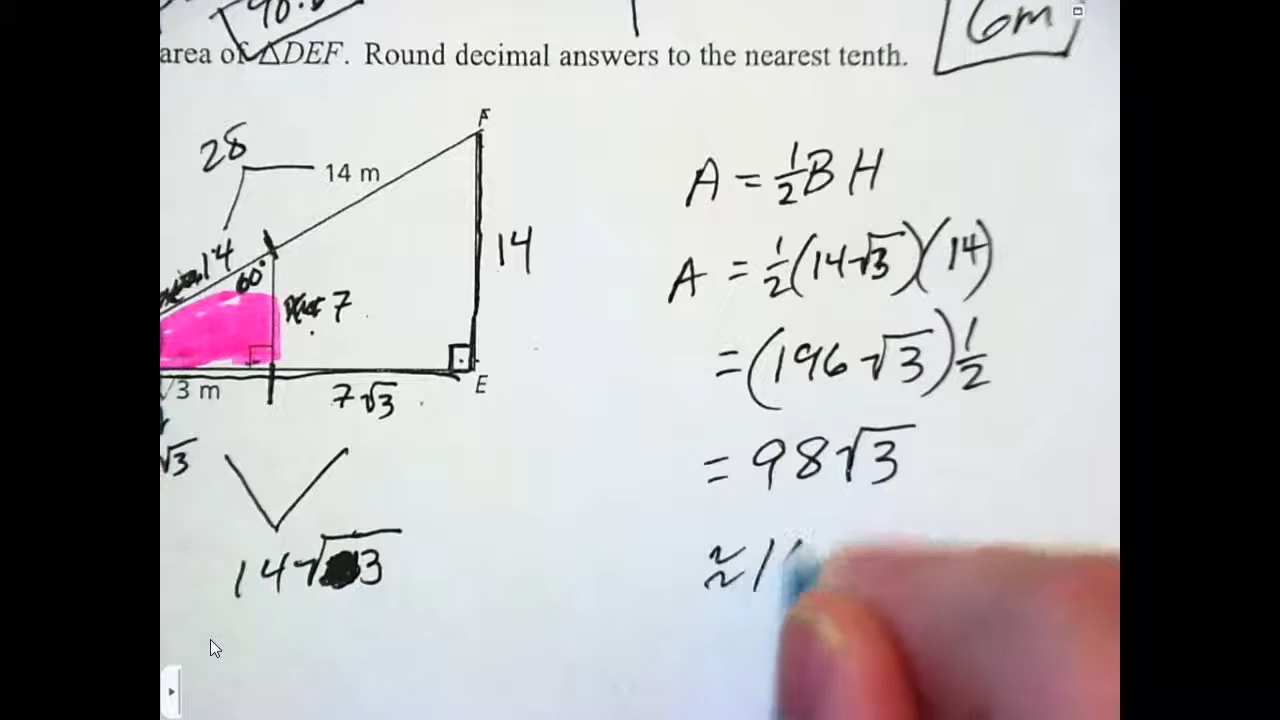 6m
area of △DEF. Round decimal answers to the nearest tenth.
F
28
14 m
A = 1/2 B H
14
60°
14
A = 1/2 (14√3)(14)
7
= (196√3) 1/2
√3 m
7√3
E
√3
= 98√3
14√3
≈ 1